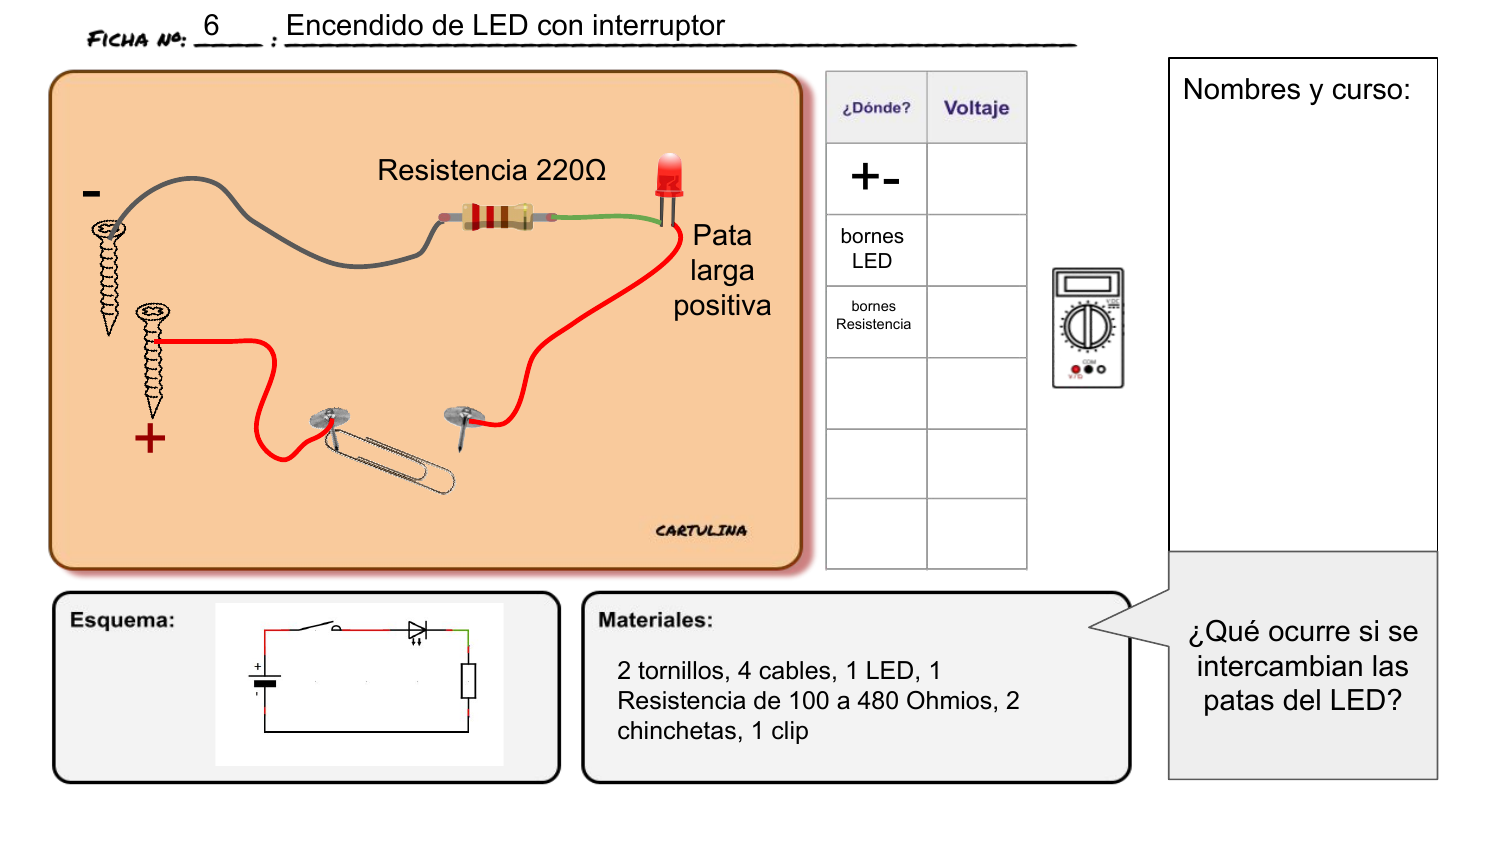 Ficha nº: 6 : Encendido de LED con interruptor
-
Resistencia 220Ω
Pata
larga
positiva
+
CARTULINA
¿Dónde? Voltaje
+-
bornes
LED
bornes
Resistencia
V DC
COM
V / Ω
Nombres y curso:
Esquema:
+
-
Materiales:
2 tornillos, 4 cables, 1 LED, 1
Resistencia de 100 a 480 Ohmios, 2
chinchetas, 1 clip
¿Qué ocurre si se
intercambian las
patas del LED?